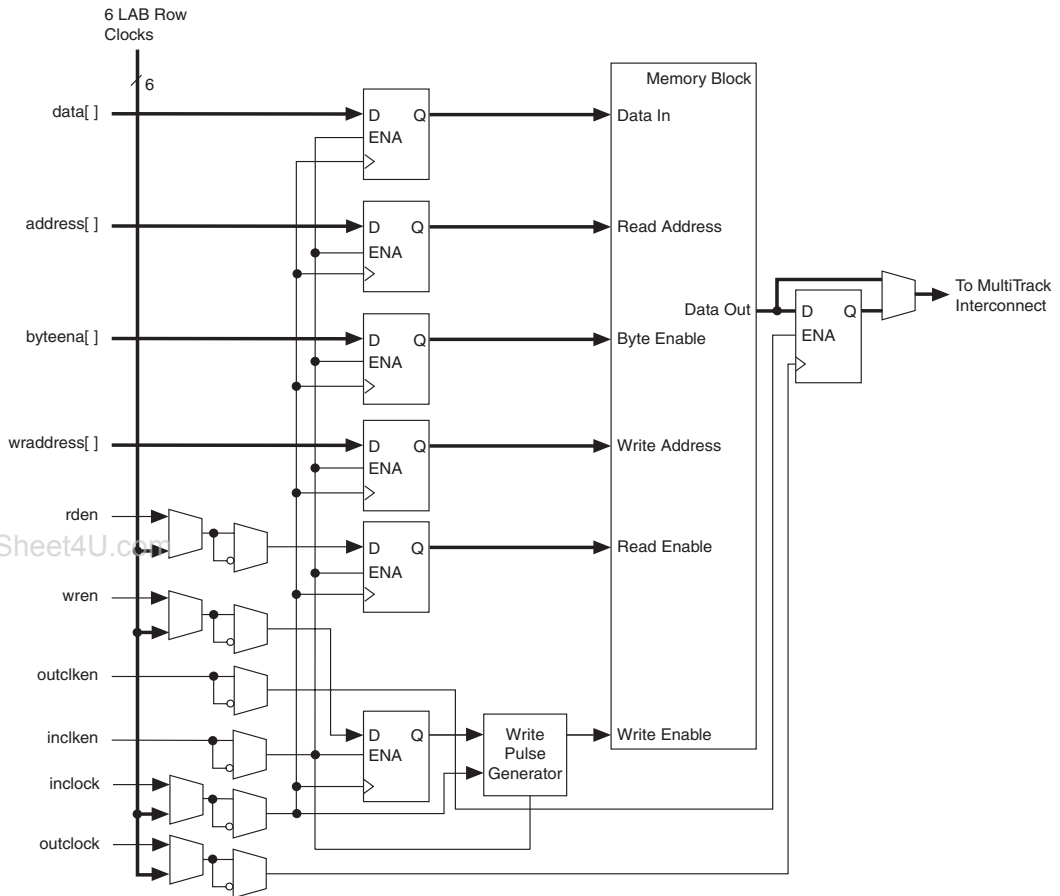 6 LAB Row
Clocks
6
Memory Block
data[ ]
D Q
ENA
Data In
address[ ]
D Q
ENA
Read Address
Data Out
D Q
ENA
To MultiTrack
Interconnect
byteena[ ]
D Q
ENA
Byte Enable
wraddress[ ]
D Q
ENA
Write Address
rden
D Q
ENA
Read Enable
Sheet4U.com
wren
outclken
inclken
D Q
ENA
Write
Pulse
Generator
Write Enable
inclock
outclock